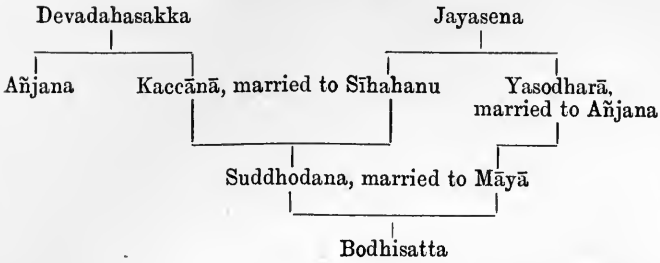 Devadahasakka Jayasena
Añjana Kaccānā, married to Sīhahanu Yasodharā,
married to Añjana
Suddhodana, married to Māyā
Bodhisatta